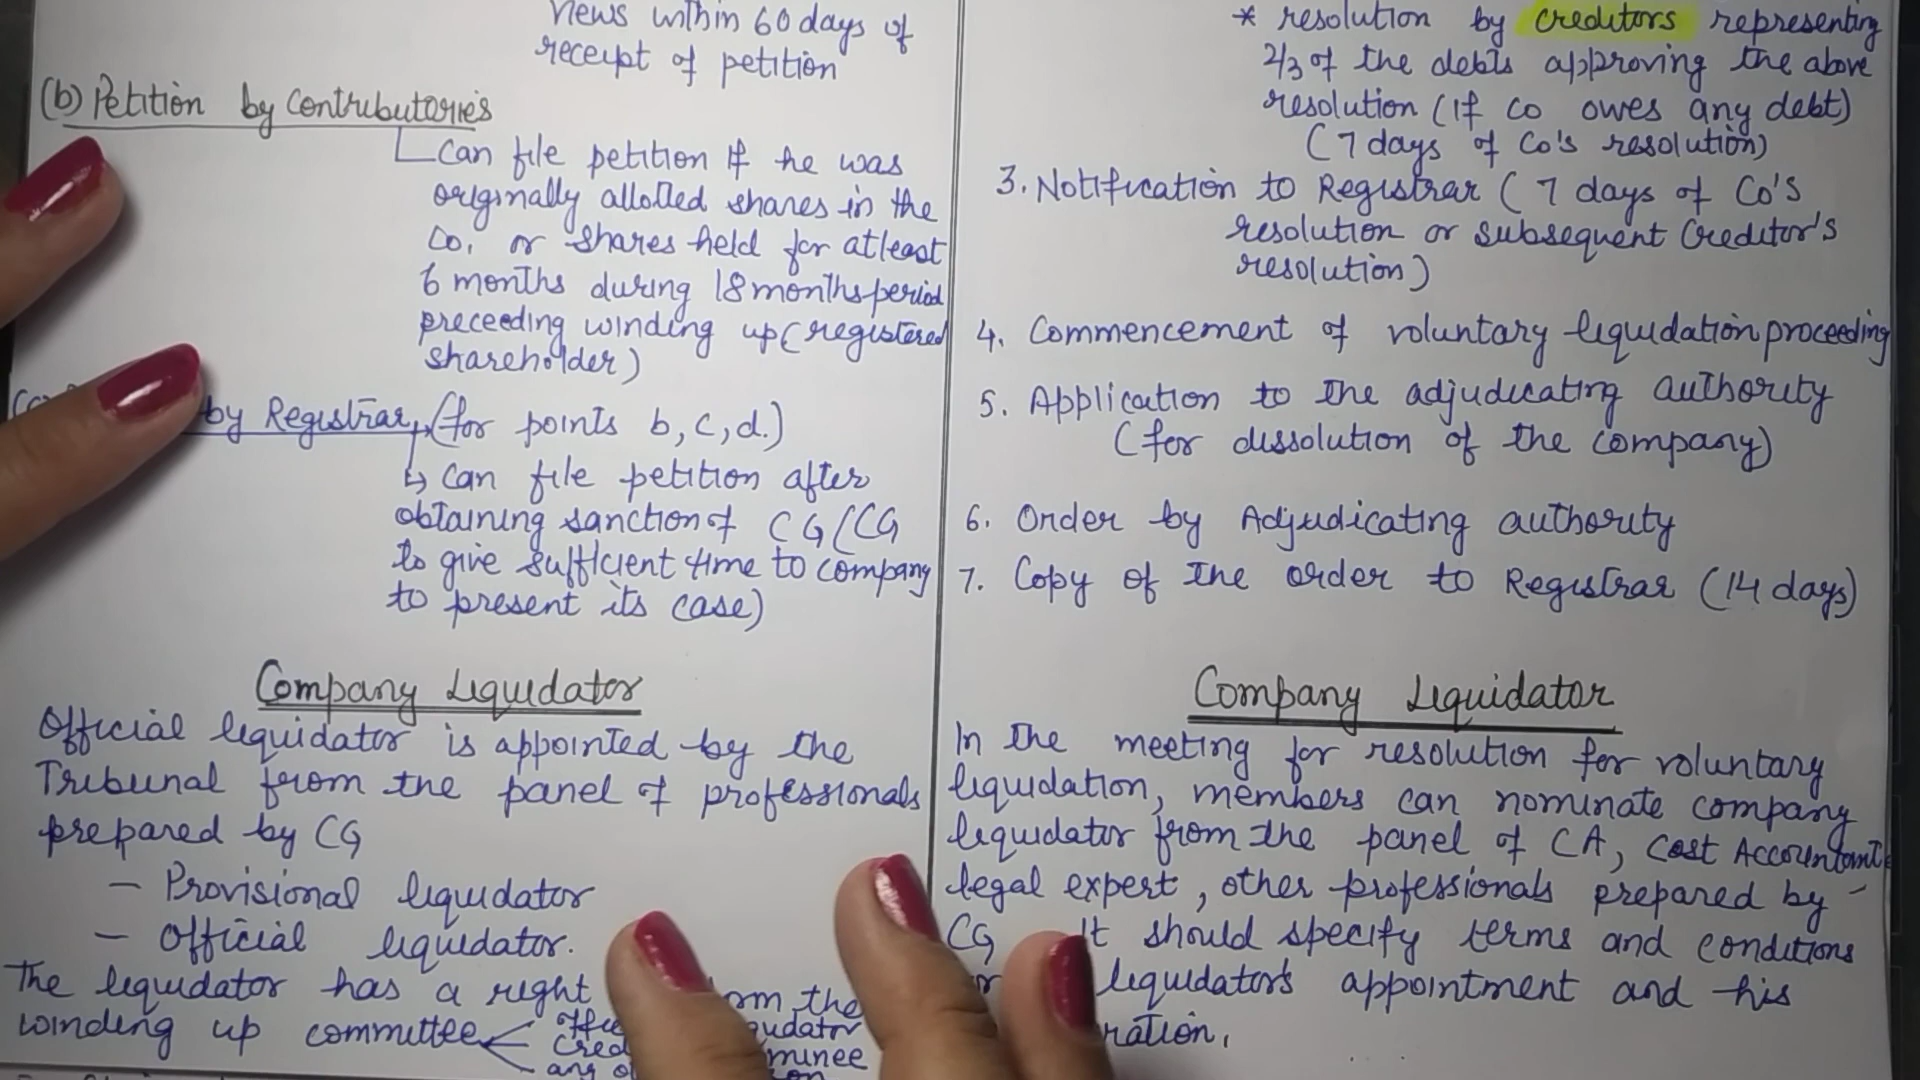 news within 60 days of
receipt of petition
(b) Petition by Contributories
Can file petition if he was
originally allotted shares in the
Co. or shares held for atleast
6 months during 18 months period
preceeding winding up (registered
shareholder)
by Registrar (for points b, c, d.)
↳ Can file petition after
obtaining sanction of CG (CG
to give sufficient time to company
to present its case)
Company Liquidator
Official liquidator is appointed by the
Tribunal from the panel of professionals
prepared by CG
— Provisional liquidator
— Official liquidator.
The liquidator has a right the
winding up committee
* resolution by creditors representing
2/3 of the debts approving the above
resolution (if co owes any debt)
(7 days of Co's resolution)
3. Notification to Registrar (7 days of Co's
resolution or subsequent Creditor's
resolution)
4. Commencement of voluntary liquidation proceeding
5. Application to the adjudicating authority
(for dissolution of the company)
6. Order by Adjudicating authority
7. Copy of the order to Registrar (14 days)
Company Liquidator
In the meeting for resolution for voluntary
liquidation, members can nominate company
liquidator from the panel of CA, Cost Accountant
legal expert, other professionals prepared by
CG It should specify terms and conditions
liquidator's appointment and his